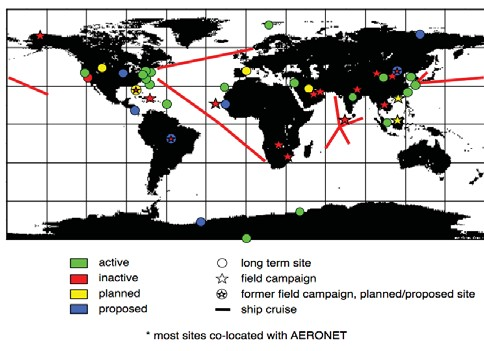 active
inactive
planned
proposed
long term site
field campaign
former field campaign, planned/proposed site
ship cruise
* most sites co-located with AERONET